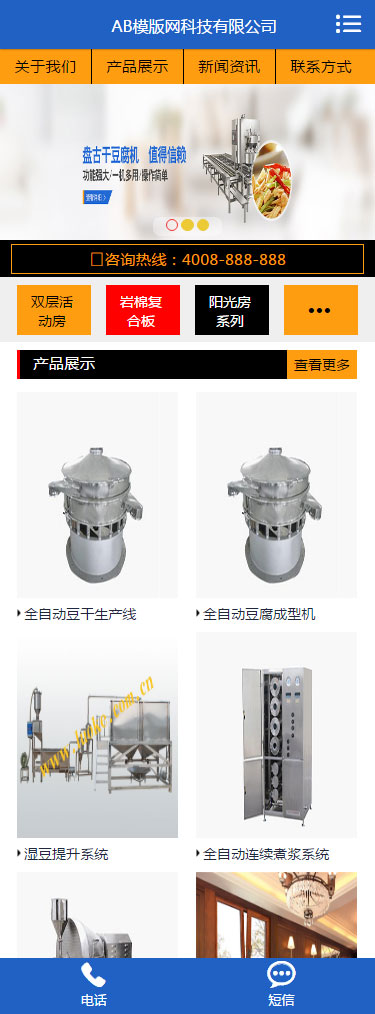 AB模版网科技有限公司
关于我们 产品展示 新闻资讯 联系方式
盘古干豆腐机 值得信赖
功能强大/一机多用/操作简单
咨询热线：4008-888-888
双层活
动房
岩棉复
合板
阳光房
系列
•••
产品展示
查看更多
全自动豆干生产线
全自动豆腐成型机
湿豆提升系统
全自动连续煮浆系统
电话
短信